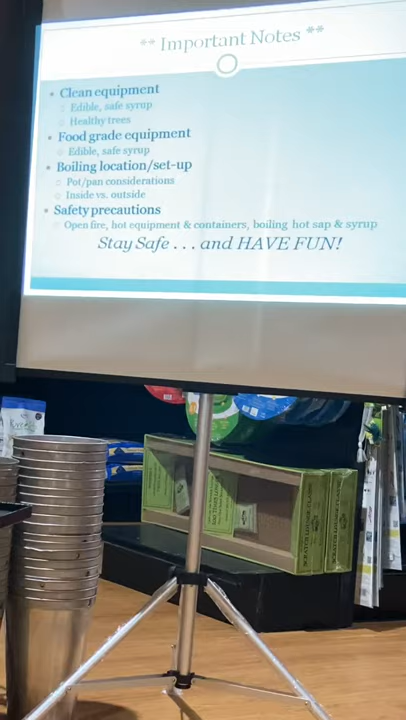 ** Important Notes **
• Clean equipment
○ Edible, safe syrup
○ Healthy trees
• Food grade equipment
○ Edible, safe syrup
• Boiling location/set-up
○ Pot/pan considerations
○ Inside vs. outside
• Safety precautions
○ Open fire, hot equipment & containers, boiling hot sap & syrup
Stay Safe . . . and HAVE FUN!